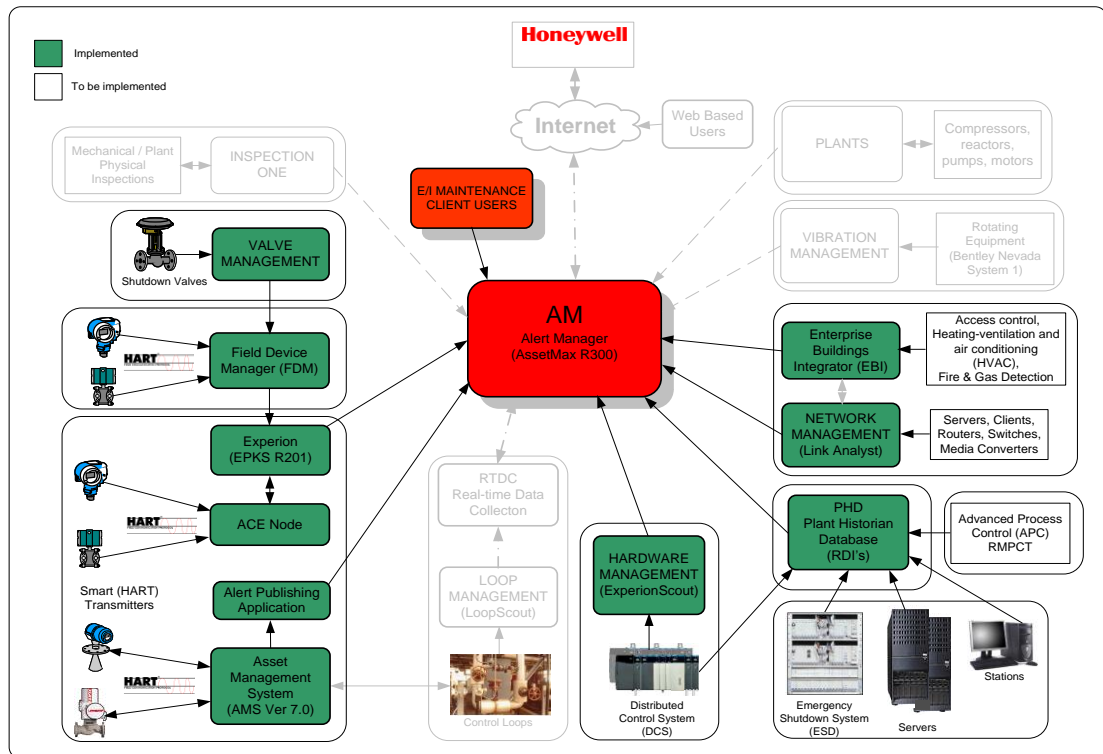 Honeywell
Implemented
To be implemented
Internet
Web Based
Users
Mechanical / Plant
Physical
Inspections
INSPECTION
ONE
PLANTS
Compressors,
reactors,
pumps, motors
E/I MAINTENANCE
CLIENT USERS
VIBRATION
MANAGEMENT
Rotating
Equipment
(Bentley Nevada
System 1)
VALVE
MANAGEMENT
Shutdown Valves
AM
Alert Manager
(AssetMax R300)
HART
Field Device
Manager (FDM)
Enterprise
Buildings
Integrator (EBI)
Access control,
Heating-ventilation and
air conditioning
(HVAC),
Fire & Gas Detection
NETWORK
MANAGEMENT
(Link Analyst)
Servers, Clients,
Routers, Switches,
Media Converters
Experion
(EPKS R201)
HART
ACE Node
RTDC
Real-time Data
Collecton
PHD
Plant Historian
Database
(RDI's)
Advanced Process
Control (APC)
RMPCT
HARDWARE
MANAGEMENT
(ExperionScout)
Smart (HART)
Transmitters
Alert Publishing
Application
LOOP
MANAGEMENT
(LoopScout)
HART
Asset
Management
System
(AMS Ver 7.0)
Control Loops
Distributed
Control System
(DCS)
Emergency
Shutdown System
(ESD)
Servers
Stations